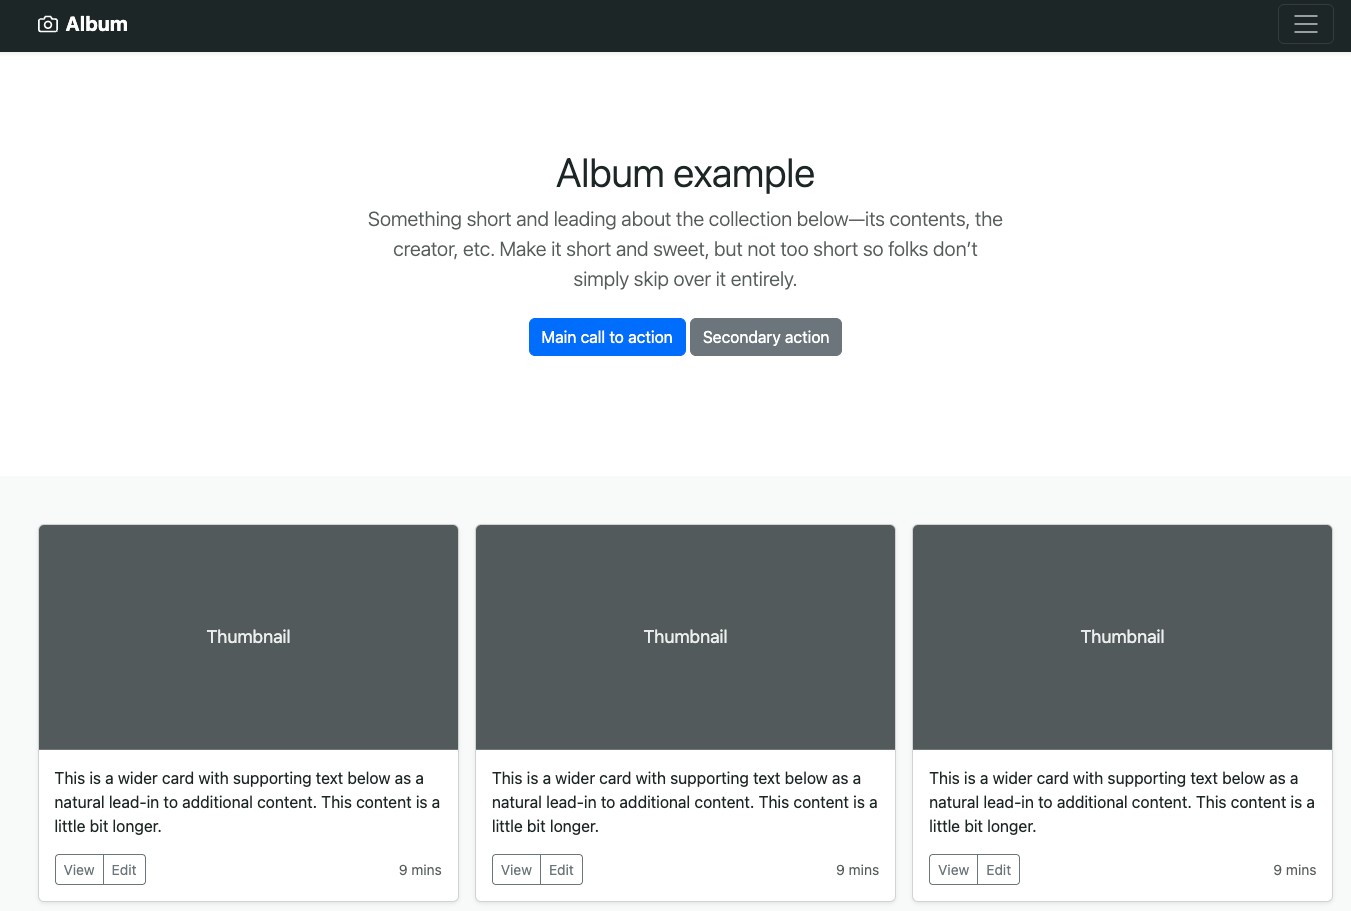 Album
Album example
Something short and leading about the collection below—its contents, the
creator, etc. Make it short and sweet, but not too short so folks don’t
simply skip over it entirely.
Main call to action
Secondary action
Thumbnail
This is a wider card with supporting text below as a
natural lead-in to additional content. This content is a
little bit longer.
View
Edit
9 mins
Thumbnail
This is a wider card with supporting text below as a
natural lead-in to additional content. This content is a
little bit longer.
View
Edit
9 mins
Thumbnail
This is a wider card with supporting text below as a
natural lead-in to additional content. This content is a
little bit longer.
View
Edit
9 mins